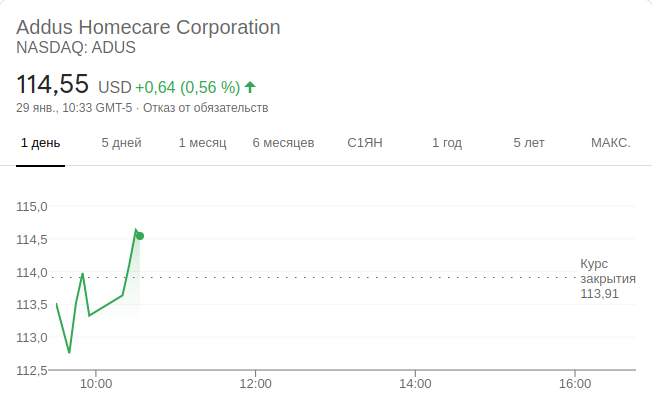 Addus Homecare Corporation
NASDAQ: ADUS
114,55 USD +0,64 (0,56 %)
29 янв., 10:33 GMT-5 · Отказ от обязательств
1 день 5 дней 1 месяц 6 месяцев С1ЯН 1 год 5 лет МАКС.
115,0
114,5
114,0
113,5
113,0
112,5
Курс
закрытия
113,91
10:00 12:00 14:00 16:00